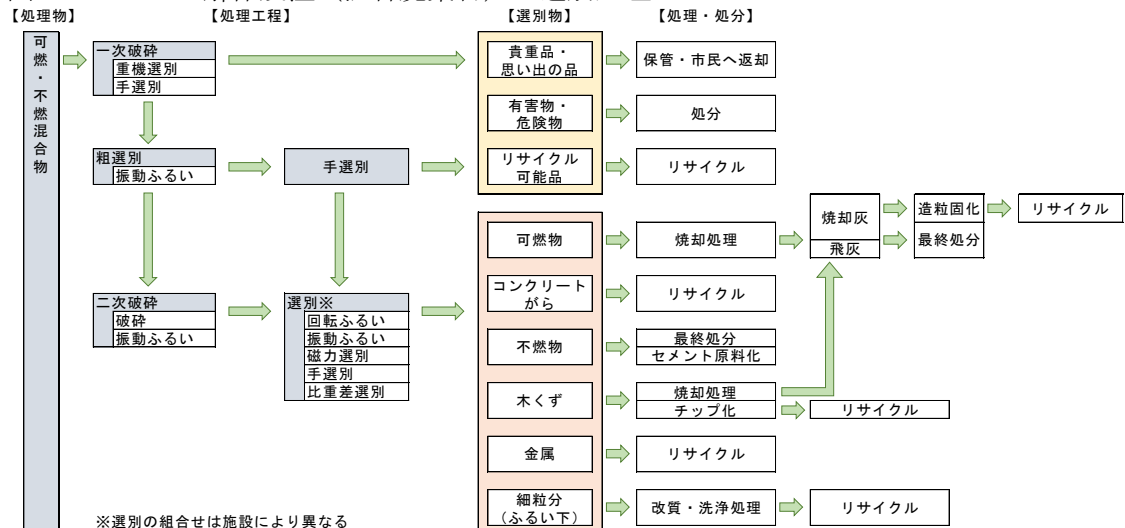 【処理物】
【処理工程】
【選別物】
【処理・処分】
可燃・不燃混合物
一次破砕
重機選別
手選別
貴重品・
思い出の品
保管・市民へ返却
有害物・
危険物
処分
粗選別
振動ふるい
手選別
リサイクル
可能品
リサイクル
可燃物
焼却処理
焼却灰
飛灰
造粒固化
最終処分
リサイクル
二次破砕
破砕
振動ふるい
選別※
回転ふるい
振動ふるい
磁力選別
手選別
比重差選別
コンクリート
がら
リサイクル
不燃物
最終処分
セメント原料化
木くず
焼却処理
チップ化
リサイクル
金属
リサイクル
細粒分
(ふるい下)
改質・洗浄処理
リサイクル
※選別の組合せは施設により異なる